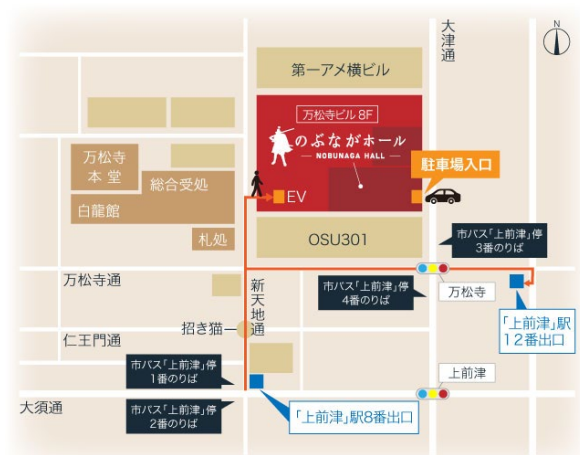 N
大津通
第一アメ横ビル
万松寺ビル 8F
のぶながホール
NOBUNAGA HALL
駐車場入口
EV
万松寺
本堂
総合受処
白龍館
札処
OSU301
市バス「上前津」停
3番のりば
万松寺通
新天地通
市バス「上前津」停
4番のりば
万松寺
「上前津」駅
12番出口
招き猫
仁王門通
市バス「上前津」停
1番のりば
上前津
大須通
市バス「上前津」停
2番のりば
「上前津」駅8番出口